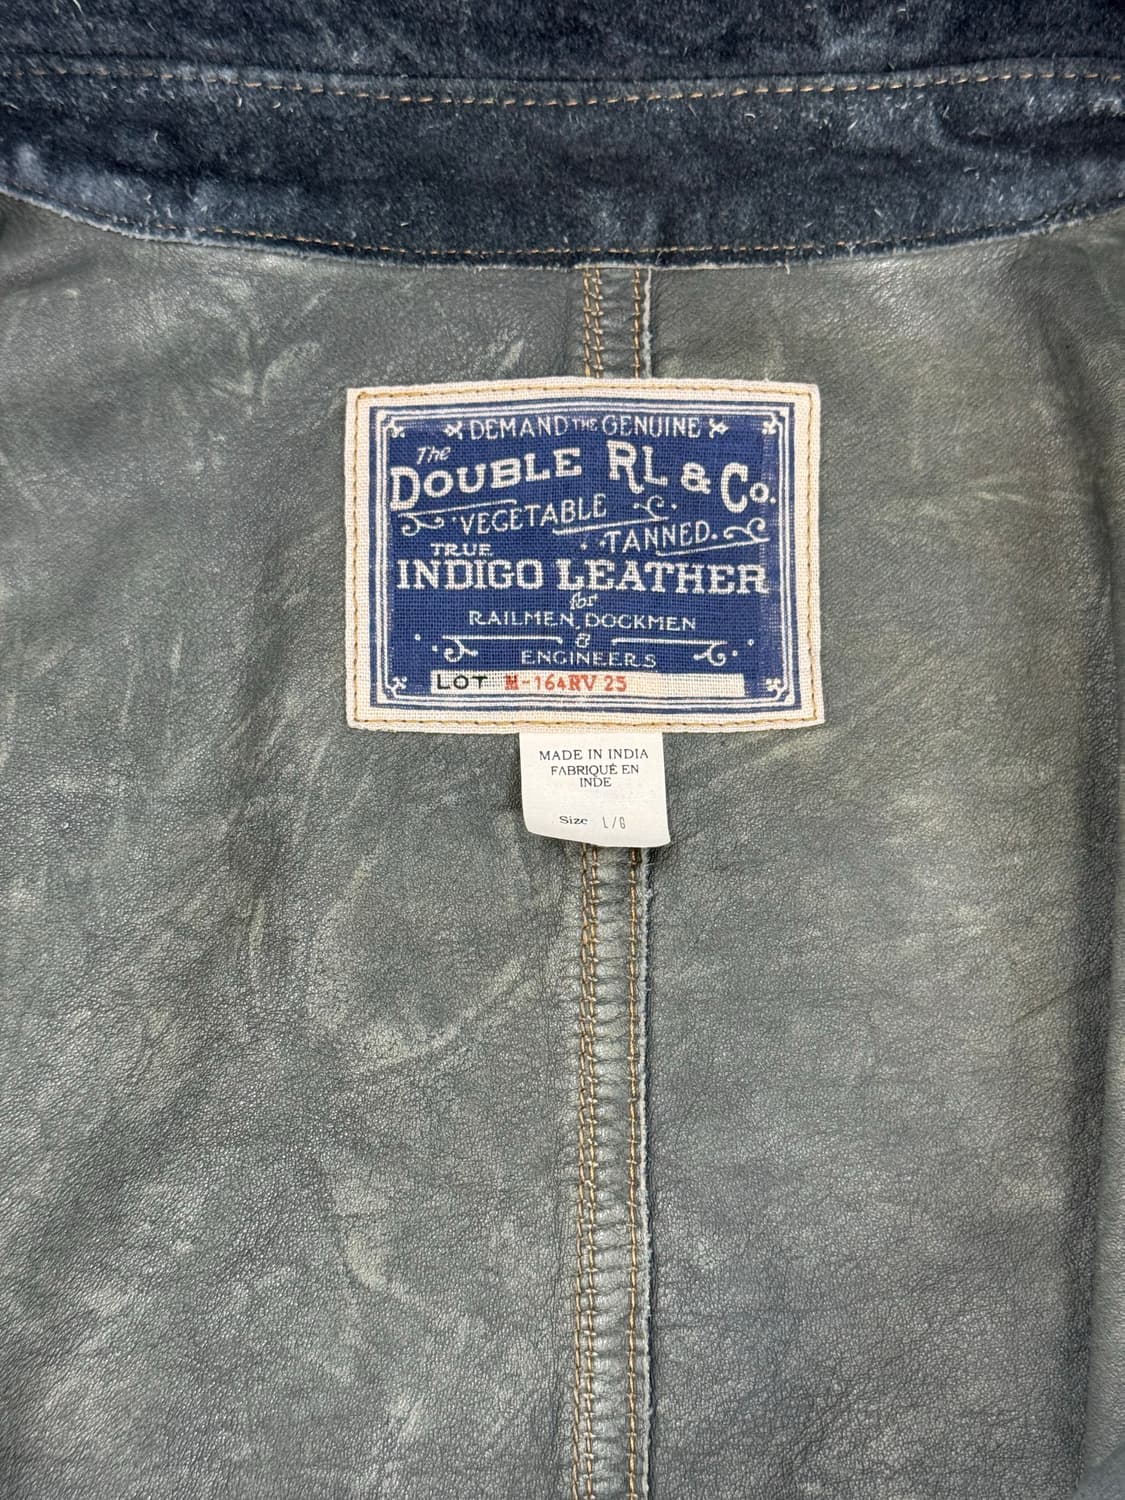 DEMAND THE GENUINE
The
DOUBLE RL & Co.
VEGETABLE
TANNED.
TRUE
INDIGO LEATHER
for
RAILMEN, DOCKMEN
&
ENGINEERS
LOT M-164RV 25
MADE IN INDIA
FABRIQUÉ EN
INDE
Size L/G